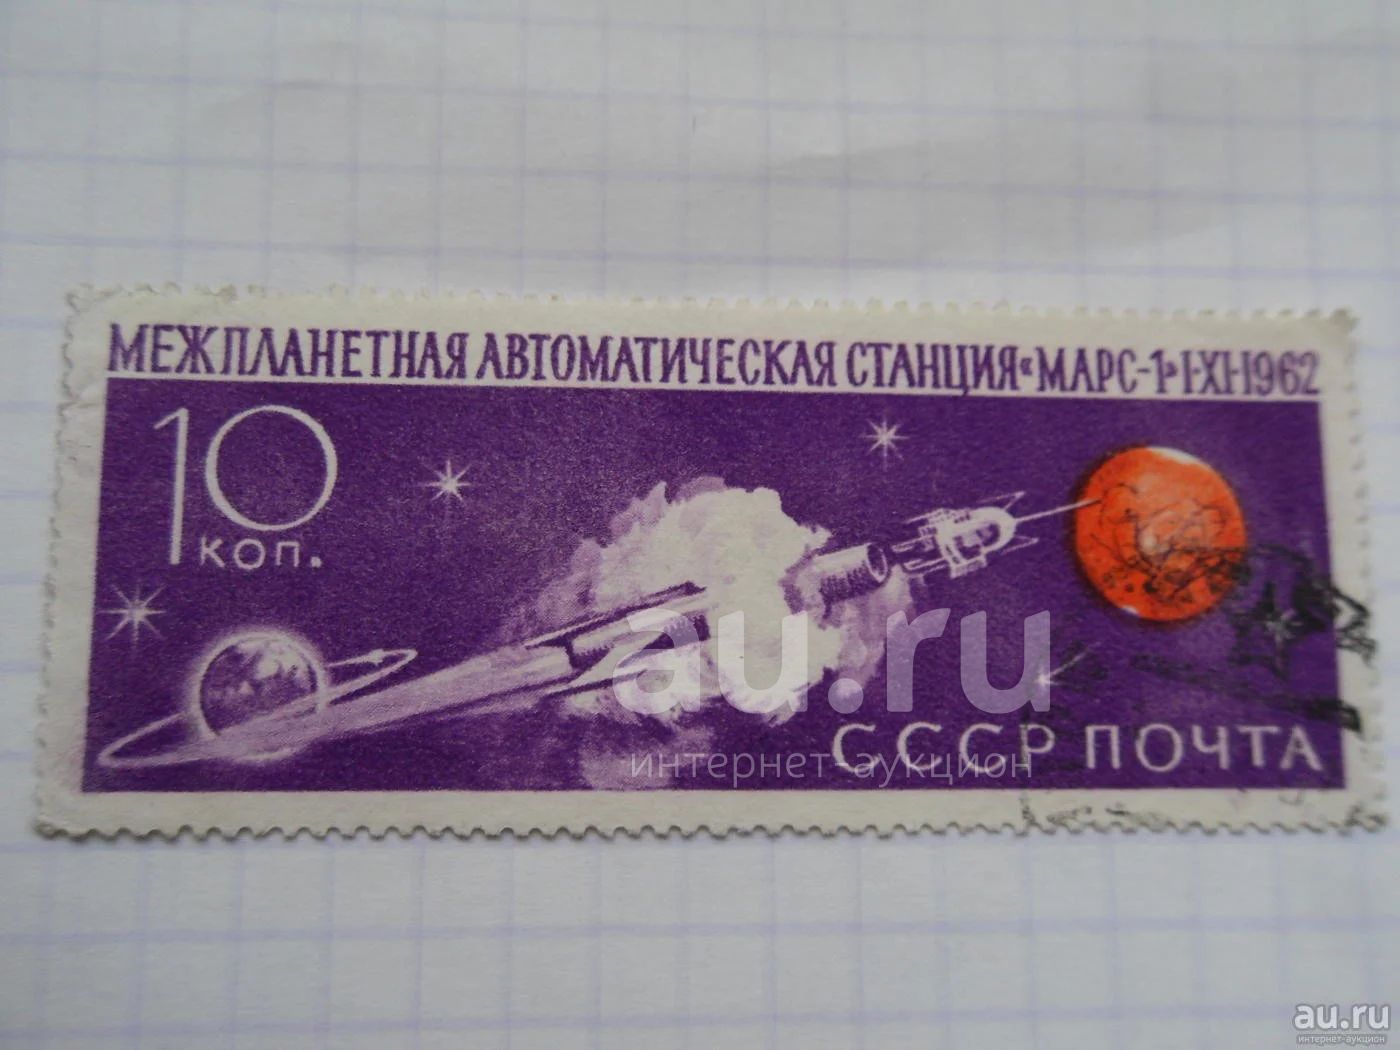 МЕЖПЛАНЕТНАЯ АВТОМАТИЧЕСКАЯ СТАНЦИЯ «МАРС-1» I-XI-1962
10
КОП.
au.ru
интернет-аукцион
СССР ПОЧТА
au.ru
интернет-аукцион